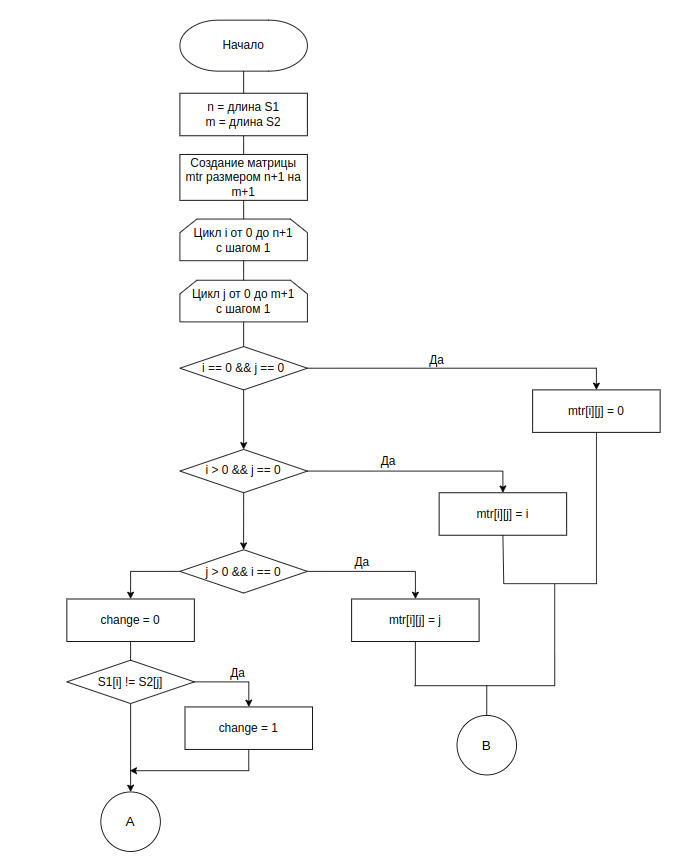 Начало
n = длина S1
m = длина S2
Создание матрицы
mtr размером n+1 на
m+1
Цикл i от 0 до n+1
с шагом 1
Цикл j от 0 до m+1
с шагом 1
i == 0 && j == 0
Да
mtr[i][j] = 0
i > 0 && j == 0
Да
mtr[i][j] = i
j > 0 && i == 0
Да
change = 0
mtr[i][j] = j
S1[i] != S2[j]
Да
change = 1
B
A